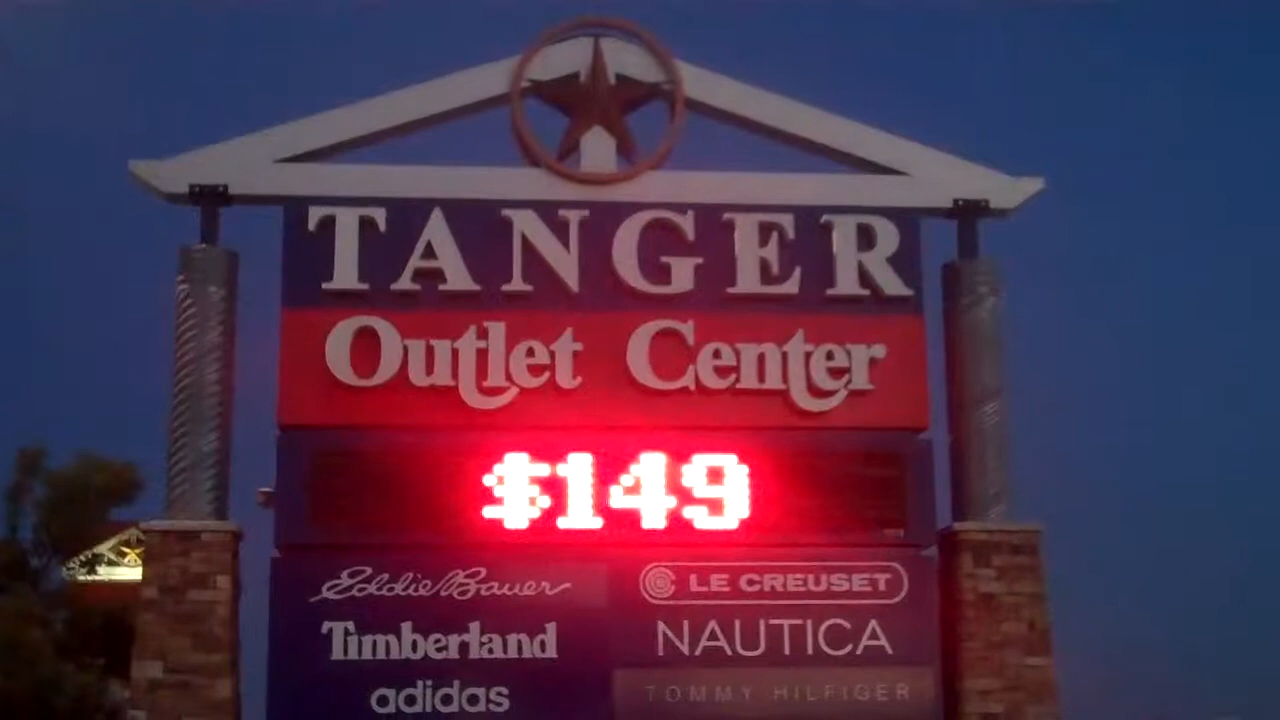 TANGER
Outlet Center
$149
Eddie Bauer
LE CREUSET
Timberland
NAUTICA
adidas
TOMMY HILFIGER